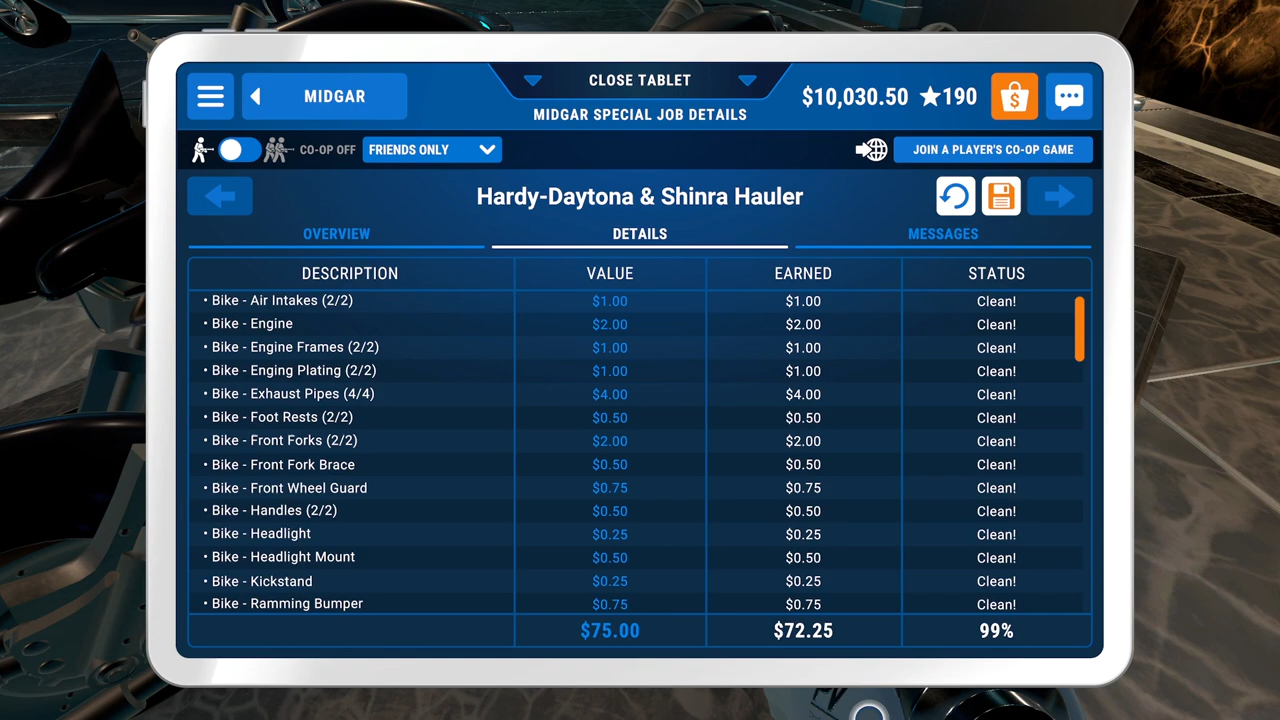 CLOSE TABLET
MIDGAR
MIDGAR SPECIAL JOB DETAILS
$10,030.50 ★190
CO-OP OFF
FRIENDS ONLY
JOIN A PLAYER'S CO-OP GAME
Hardy-Daytona & Shinra Hauler
OVERVIEW DETAILS MESSAGES
DESCRIPTION VALUE EARNED STATUS
• Bike - Air Intakes (2/2) $1.00 $1.00 Clean!
• Bike - Engine $2.00 $2.00 Clean!
• Bike - Engine Frames (2/2) $1.00 $1.00 Clean!
• Bike - Enging Plating (2/2) $1.00 $1.00 Clean!
• Bike - Exhaust Pipes (4/4) $4.00 $4.00 Clean!
• Bike - Foot Rests (2/2) $0.50 $0.50 Clean!
• Bike - Front Forks (2/2) $2.00 $2.00 Clean!
• Bike - Front Fork Brace $0.50 $0.50 Clean!
• Bike - Front Wheel Guard $0.75 $0.75 Clean!
• Bike - Handles (2/2) $0.50 $0.50 Clean!
• Bike - Headlight $0.25 $0.25 Clean!
• Bike - Headlight Mount $0.50 $0.50 Clean!
• Bike - Kickstand $0.25 $0.25 Clean!
• Bike - Ramming Bumper $0.75 $0.75 Clean!
$75.00 $72.25 99%